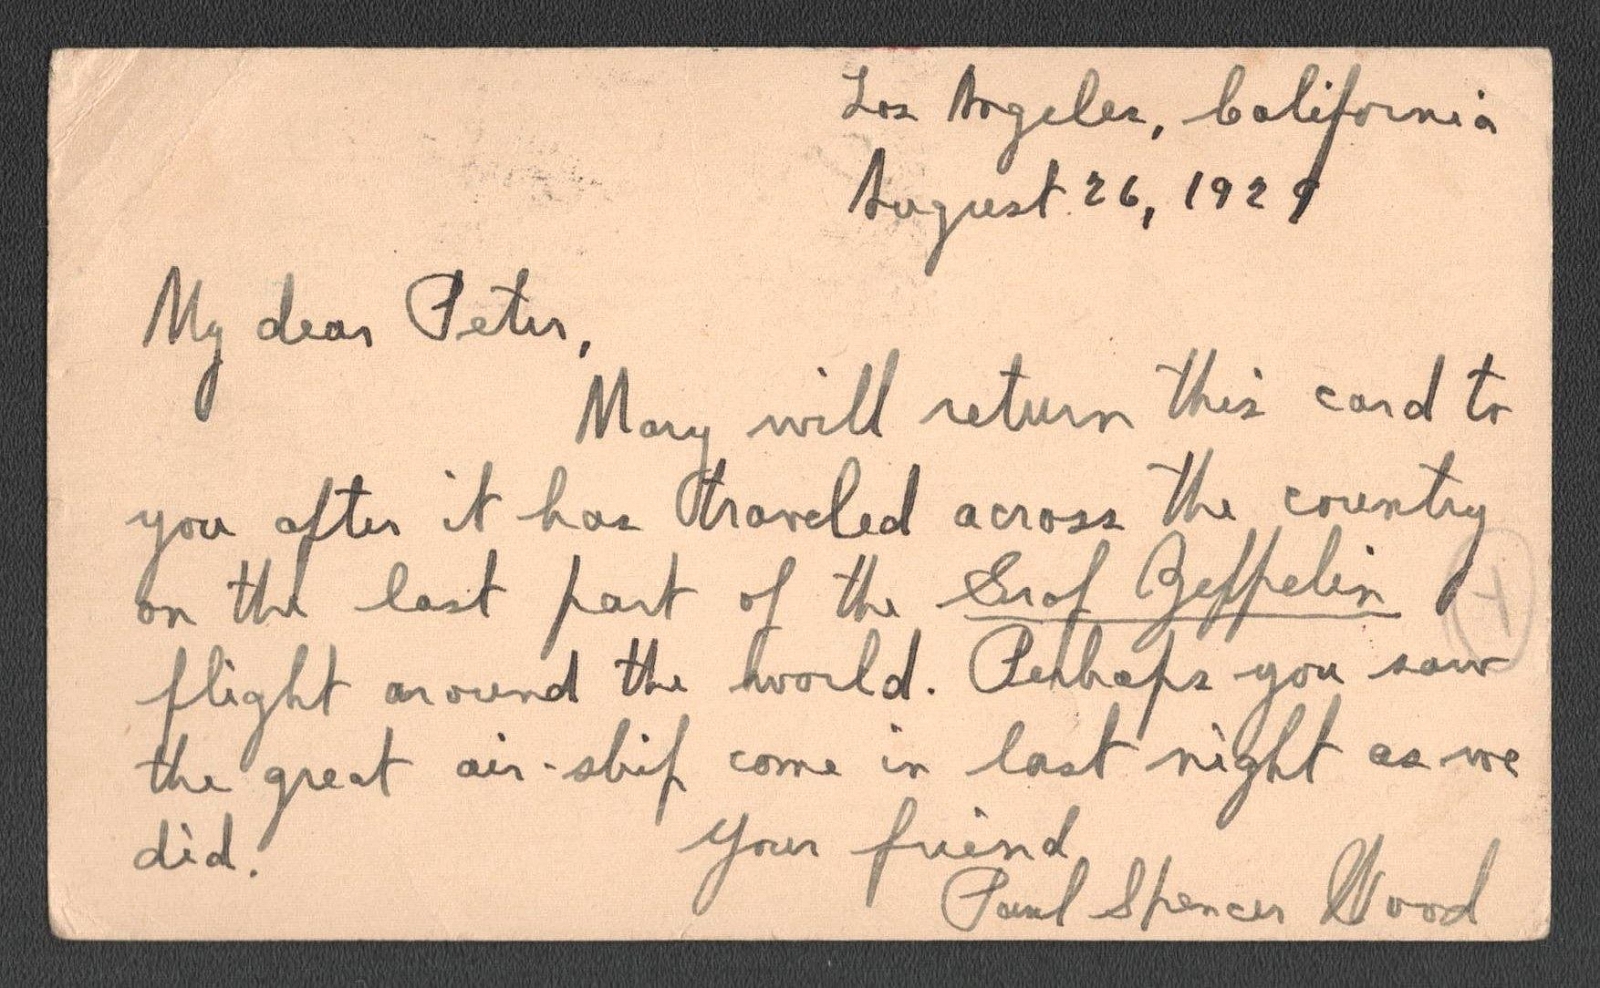 Los Angeles, California
August 26, 1929
My dear Peter,
Mary will return this card to
you after it has traveled across the country
on the last part of the Graf Zeppelin
flight around the world. Perhaps you saw
the great air-ship come in last night as we
did.
Your friend
Paul Spencer Wood